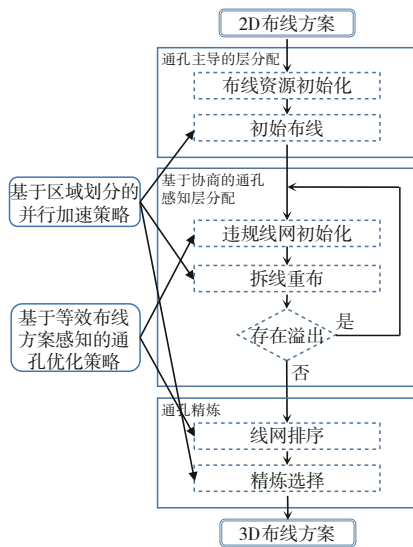 2D布线方案
通孔主导的层分配
布线资源初始化
初始布线
基于区域划分的
并行加速策略
基于协商的通孔
感知层分配
违规线网初始化
拆线重布
基于等效布线
方案感知的通
孔优化策略
存在溢出
是
否
通孔精炼
线网排序
精炼选择
3D布线方案